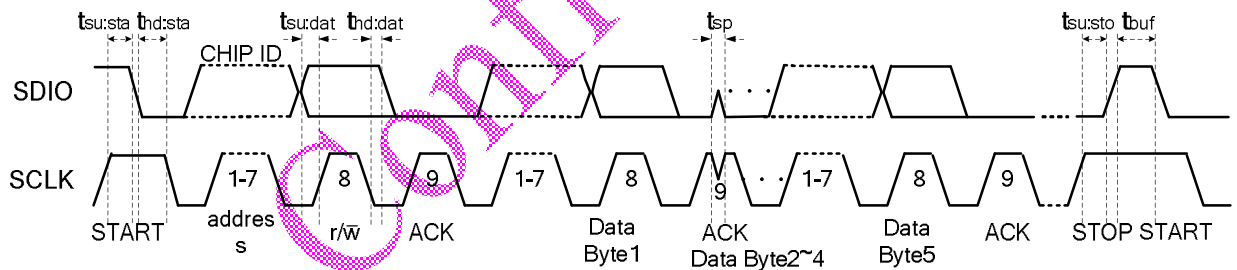 tsu:sta thd:sta tsu:dat thd:dat tsp tsu:sto tbuf
CHIP ID
SDIO
SCLK 1-7 8 9 1-7 8 9 1-7 8 9
START addres
s r/w̅ ACK Data
Byte1 ACK
Data Byte2~4 Data
Byte5 ACK STOP START
Conf